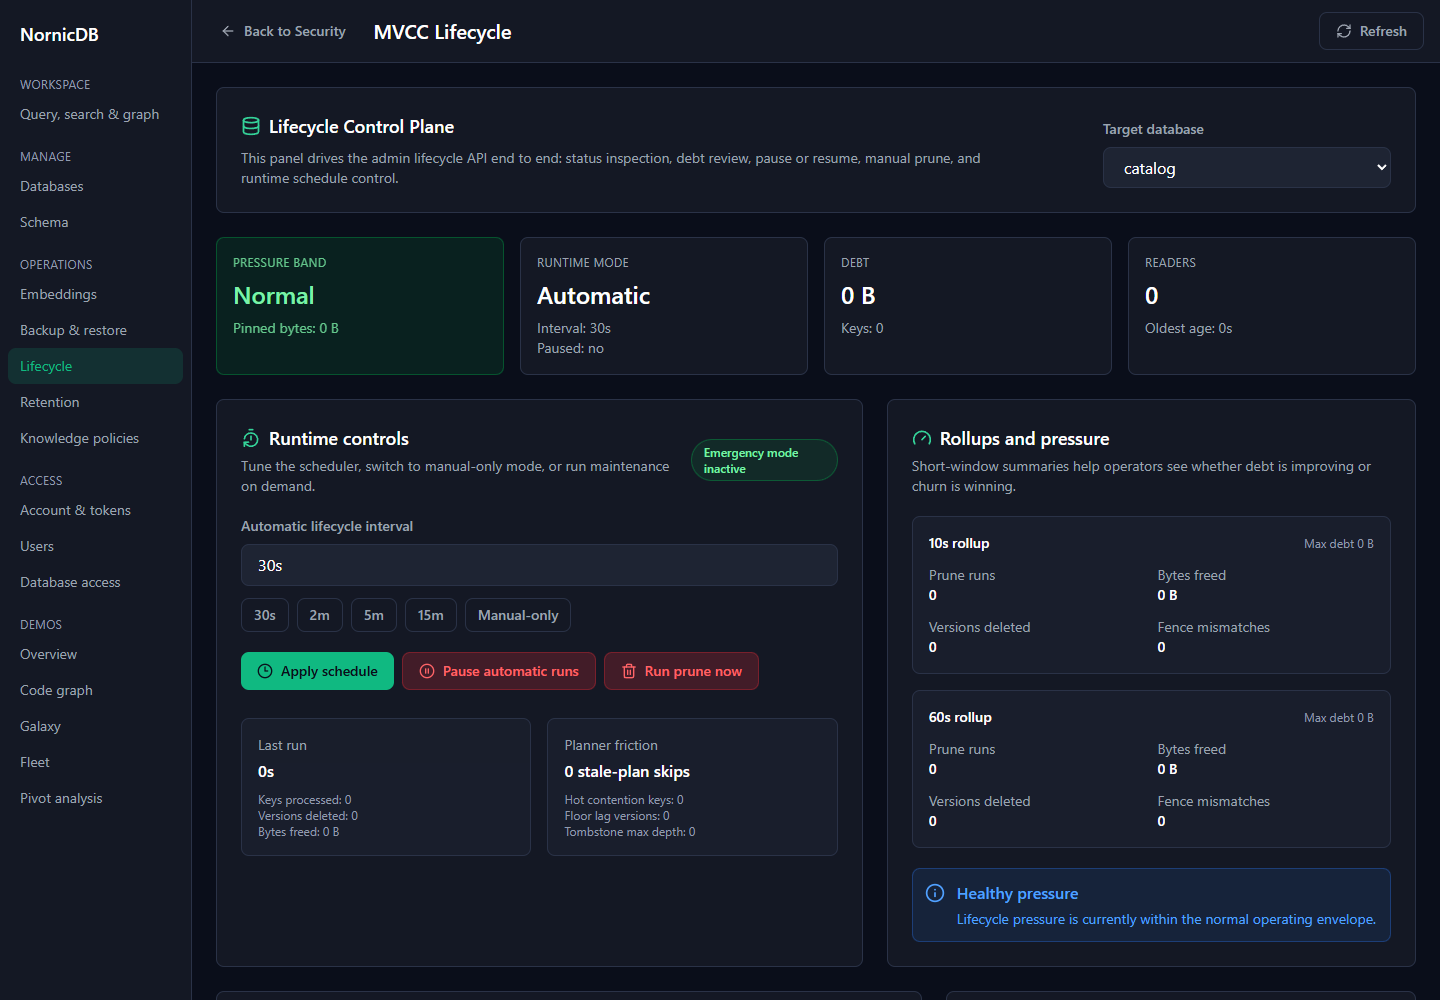 NornicDB
WORKSPACE
Query, search & graph
MANAGE
Databases
Schema
OPERATIONS
Embeddings
Backup & restore
Lifecycle
Retention
Knowledge policies
ACCESS
Account & tokens
Users
Database access
DEMOS
Overview
Code graph
Galaxy
Fleet
Pivot analysis
Back to Security
MVCC Lifecycle
Refresh
Lifecycle Control Plane
This panel drives the admin lifecycle API end to end: status inspection, debt review, pause or resume, manual prune, and
runtime schedule control.
Target database
catalog
PRESSURE BAND
Normal
Pinned bytes: 0 B
RUNTIME MODE
Automatic
Interval: 30s
Paused: no
DEBT
0 B
Keys: 0
READERS
0
Oldest age: 0s
Runtime controls
Tune the scheduler, switch to manual-only mode, or run maintenance
on demand.
Emergency mode
inactive
Automatic lifecycle interval
30s
30s
2m
5m
15m
Manual-only
Apply schedule
Pause automatic runs
Run prune now
Last run
0s
Keys processed: 0
Versions deleted: 0
Bytes freed: 0 B
Planner friction
0 stale-plan skips
Hot contention keys: 0
Floor lag versions: 0
Tombstone max depth: 0
Rollups and pressure
Short-window summaries help operators see whether debt is improving or
churn is winning.
10s rollup
Max debt 0 B
Prune runs
0
Bytes freed
0 B
Versions deleted
0
Fence mismatches
0
60s rollup
Max debt 0 B
Prune runs
0
Bytes freed
0 B
Versions deleted
0
Fence mismatches
0
Healthy pressure
Lifecycle pressure is currently within the normal operating envelope.